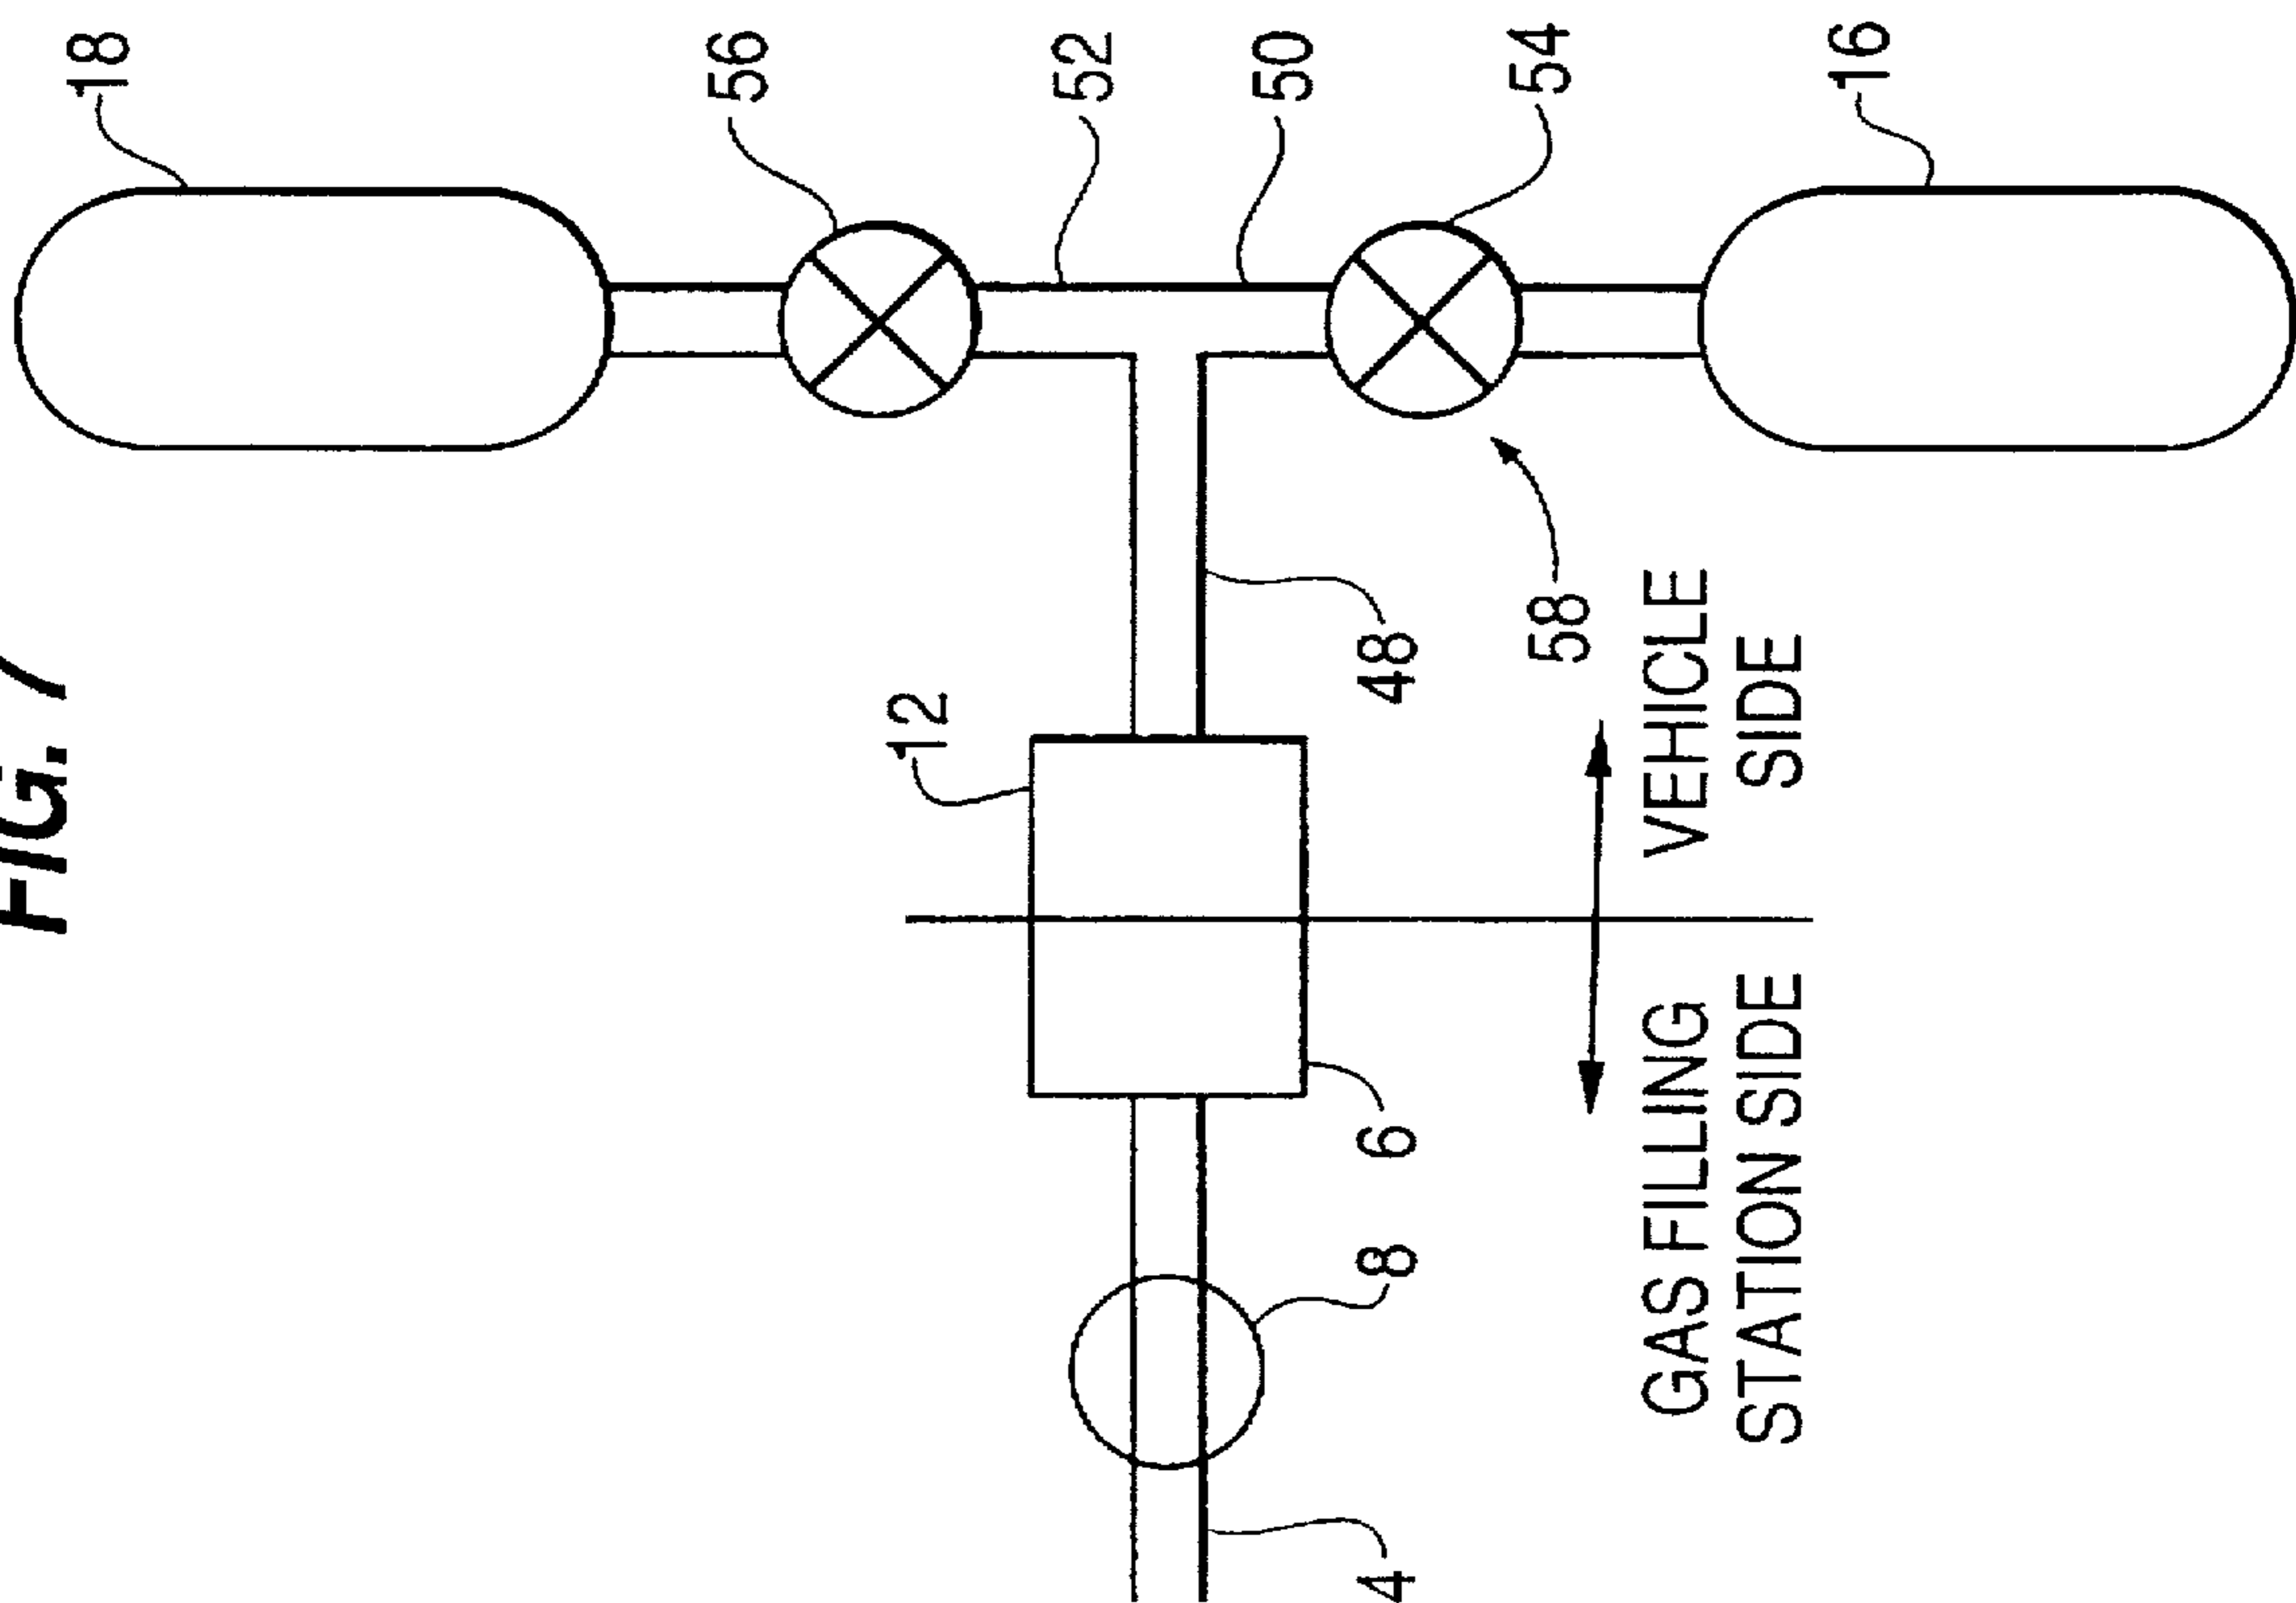 FIG. 7
18
56
12
52
50
4
8
6
48
54
58
GAS FILLING
STATION SIDE
VEHICLE
SIDE
16